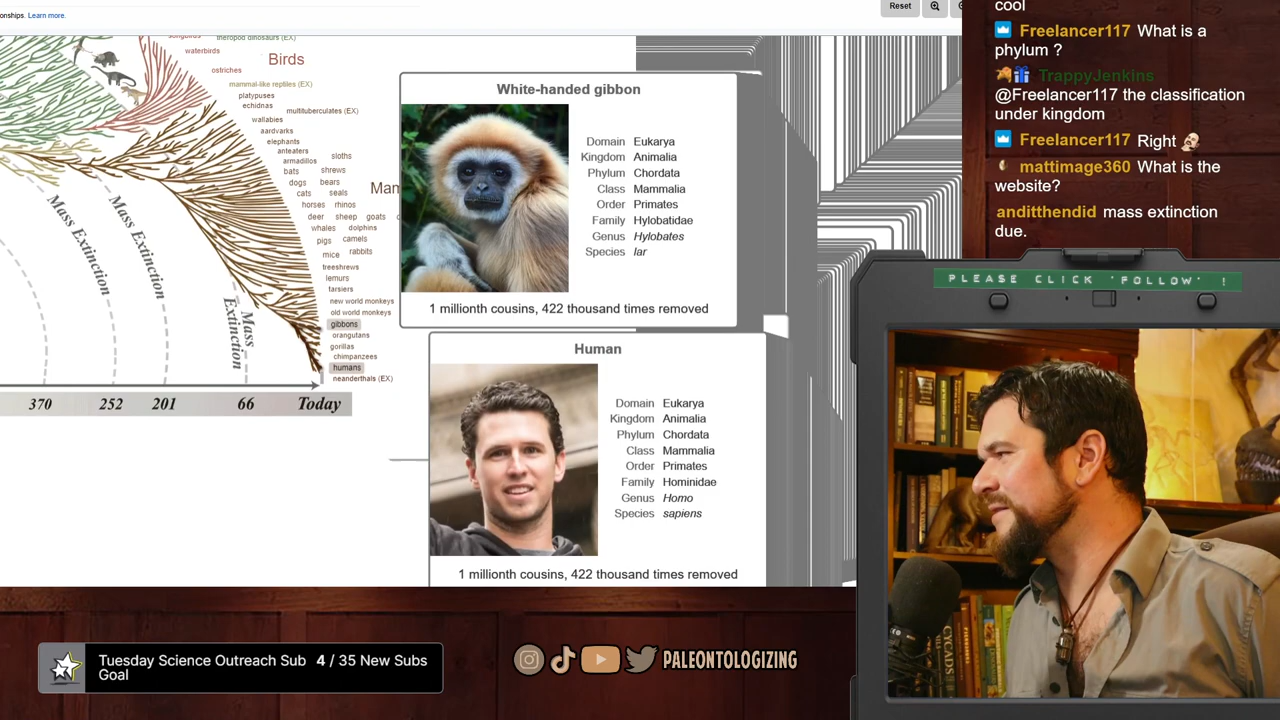 onships. Learn more.
Reset
theropod dinosaurs (EX)
waterbirds
Birds
ostriches
mammal-like reptiles (EX)
platypuses
echidnas
multituberculates (EX)
wallabies
aardvarks
elephants
anteaters
sloths
armadillos
bats
shrews
dogs
bears
cats
seals
Mam
horses
rhinos
deer
sheep
goats
whales
dolphins
pigs
camels
mice
rabbits
treeshrews
lemurs
tarsiers
new world monkeys
old world monkeys
gibbons
orangutans
gorillas
chimpanzees
humans
neanderthals (EX)
Mass Extinction
Mass Extinction
Mass Extinction
370
252
201
66
Today
White-handed gibbon
Domain Eukarya
Kingdom Animalia
Phylum Chordata
Class Mammalia
Order Primates
Family Hylobatidae
Genus Hylobates
Species lar
1 millionth cousins, 422 thousand times removed
Human
Domain Eukarya
Kingdom Animalia
Phylum Chordata
Class Mammalia
Order Primates
Family Hominidae
Genus Homo
Species sapiens
1 millionth cousins, 422 thousand times removed
cool
Freelancer117 What is a
phylum ?
TrappyJenkins
@Freelancer117 the classification
under kingdom
Freelancer117 Right
mattimage360 What is the
website?
anditthendid mass extinction
due.
PLEASE CLICK 'FOLLOW' !
CYCADS
Tuesday Science Outreach Sub
Goal
4 / 35 New Subs
PALEONTOLOGIZING